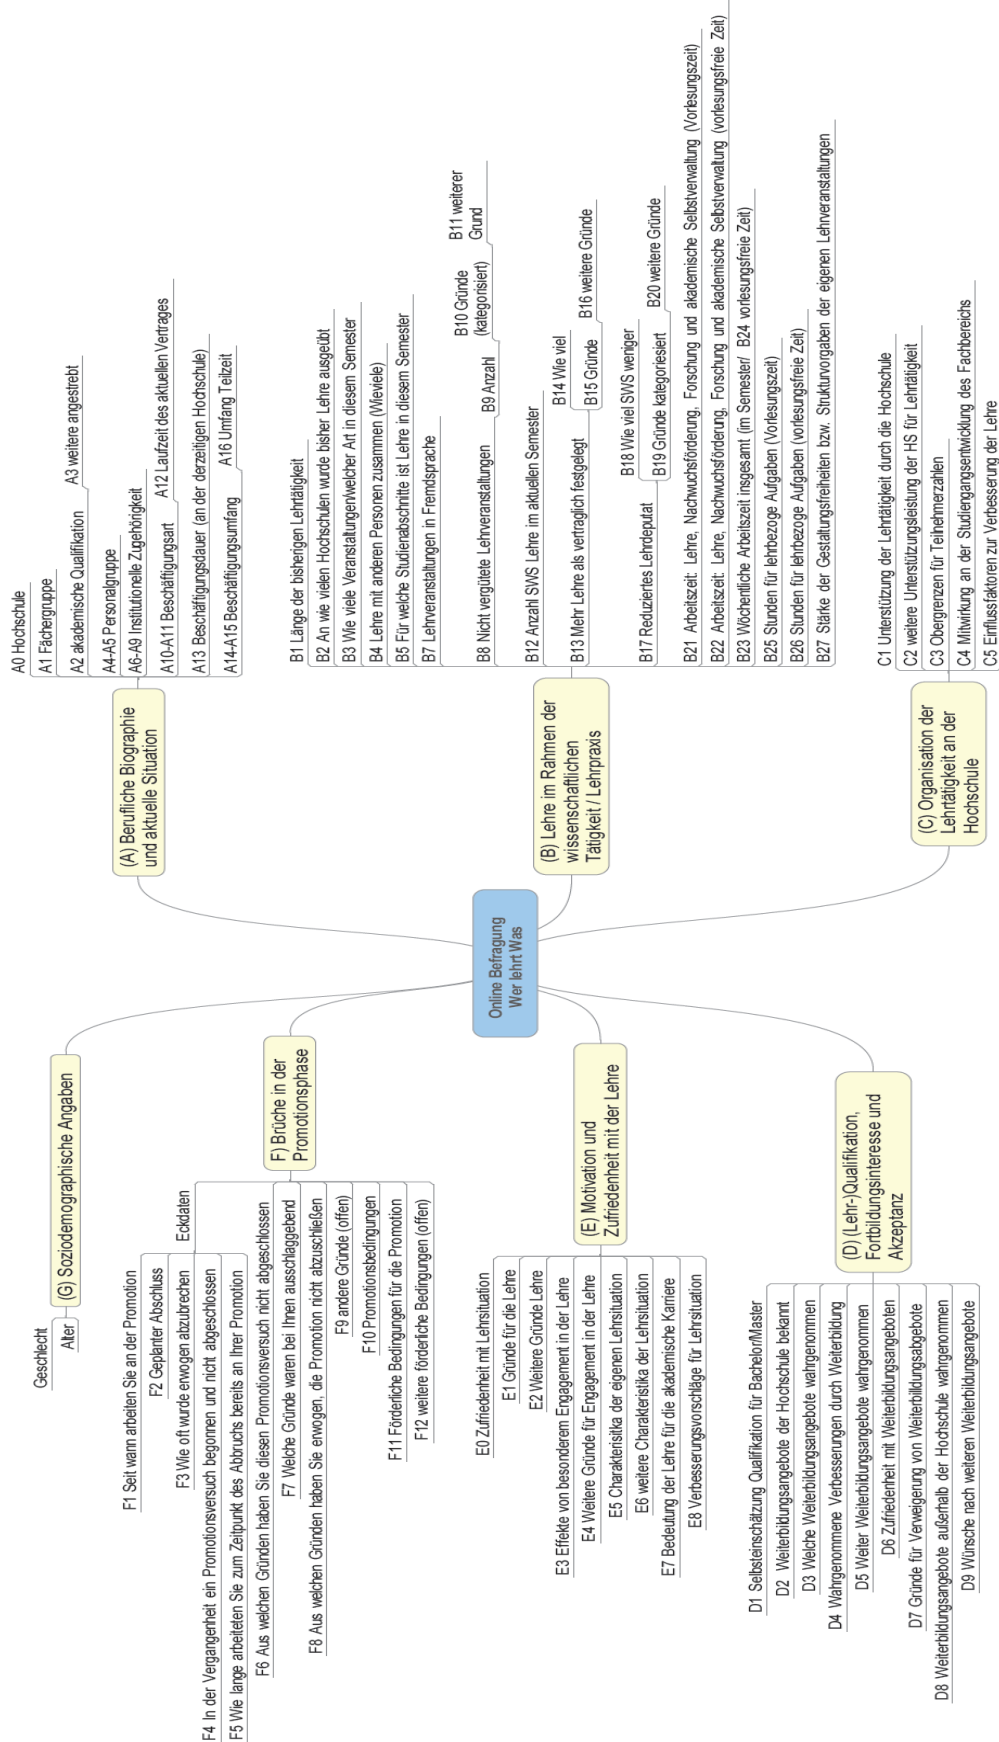 Online Befragung
Wer lehrt Was
(A) Berufliche Biographie
und aktuelle Situation
A0 Hochschule
A1 Fächergruppe
A2 akademische Qualifikation
A3 weitere angestrebt
A4-A5 Personalgruppe
A6-A9 Institutionelle Zugehörigkeit
A10-A11 Beschäftigungsart
A12 Laufzeit des aktuellen Vertrages
A13 Beschäftigungsdauer (an der derzeitigen Hochschule)
A14-A15 Beschäftigungsumfang
A16 Umfang Teilzeit
(B) Lehre im Rahmen der
wissenschaftlichen
Tätigkeit / Lehrpraxis
B1 Länge der bisherigen Lehrtätigkeit
B2 An wie vielen Hochschulen wurde bisher Lehre ausgeübt
B3 Wie viele Veranstaltungen/welcher Art in diesem Semester
B4 Lehre mit anderen Personen zusammen (Wieviele)
B5 Für welche Studienabschnitte ist Lehre in diesem Semester
B7 Lehrveranstaltungen in Fremdsprache
B8 Nicht vergütete Lehrveranstaltungen
B9 Anzahl
B10 Gründe
(kategorisiert)
B11 weiterer
Grund
B12 Anzahl SWS Lehre im aktuellen Semester
B13 Mehr Lehre als vertraglich festgelegt
B14 Wie viel
B15 Gründe
B16 weitere Gründe
B17 Reduziertes Lehrdeputat
B18 Wie viel SWS weniger
B19 Gründe kategorisiert
B20 weitere Gründe
B21 Arbeitszeit: Lehre, Nachwuchsförderung, Forschung und akademische Selbstverwaltung (Vorlesungszeit)
B22 Arbeitszeit: Lehre, Nachwuchsförderung, Forschung und akademische Selbstverwaltung (vorlesungsfreie Zeit)
B23 Wöchentliche Arbeitszeit insgesamt (im Semester/ B24 vorlesungsfreie Zeit)
B25 Stunden für lehrbezoge Aufgaben (Vorlesungszeit)
B26 Stunden für lehrbezoge Aufgaben (vorlesungsfreie Zeit)
B27 Stärke der Gestaltungsfreiheiten bzw. Strukturvorgaben der eigenen Lehrveranstaltungen
(C) Organisation der
Lehrtätigkeit an der
Hochschule
C1 Unterstützung der Lehrtätigkeit durch die Hochschule
C2 weitere Unterstützungsleistung der HS für Lehrtätigkeit
C3 Obergrenzen für Teilnehmerzahlen
C4 Mitwirkung an der Studiengangsentwicklung des Fachbereichs
C5 Einflussfaktoren zur Verbesserung der Lehre
(G) Soziodemographische Angaben
Geschlecht
Alter
F) Brüche in der
Promotionsphase
Eckdaten
F1 Seit wann arbeiten Sie an der Promotion
F2 Geplanter Abschluss
F3 Wie oft wurde erwogen abzubrechen
F4 In der Vergangenheit ein Promotionsversuch begonnen und nicht abgeschlossen
F5 Wie lange arbeiteten Sie zum Zeitpunkt des Abbruchs bereits an Ihrer Promotion
F6 Aus welchen Gründen haben Sie diesen Promotionsversuch nicht abgeschlossen
F7 Welche Gründe waren bei Ihnen ausschlaggebend
F8 Aus welchen Gründen haben Sie erwogen, die Promotion nicht abzuschließen
F9 andere Gründe (offen)
F10 Promotionsbedingungen
F11 Förderliche Bedingungen für die Promotion
F12 weitere förderliche Bedingungen (offen)
(E) Motivation und
Zufriedenheit mit der Lehre
E0 Zufriedenheit mit Lehrsituation
E1 Gründe für die Lehre
E2 Weitere Gründe Lehre
E3 Effekte von besonderem Engagement in der Lehre
E4 Weitere Gründe für Engagement in der Lehre
E5 Charakterisitka der eigenen Lehrsituation
E6 weitere Charakteristika der Lehrsituation
E7 Bedeutung der Lehre für die akademische Karriere
E8 Verbesserungsvorschläge für Lehrsituation
(D) (Lehr-)Qualifikation,
Fortbildungsinteresse und
Akzeptanz
D1 Selbsteinschätzung Qualifikation für Bachelor/Master
D2 Weiterbildungsangebote der Hochschule bekannt
D3 Welche Weiterbildungsangebote wahrgenommen
D4 Wahrgenommene Verbesserungen durch Weiterbildung
D5 Weiter Weiterbildungsangebote wahrgenommen
D6 Zufriedenheit mit Weiterbildungsangeboten
D7 Gründe für Verweigerung von Weiterbildungsabgebote
D8 Weiterbildungsangebote außerhalb der Hochschule wahrgenommen
D9 Wünsche nach weiteren Weiterbildungsangebote